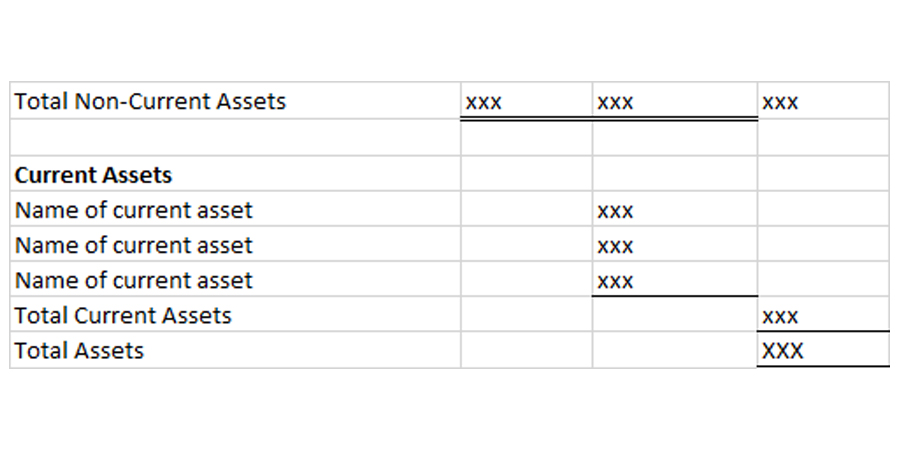 Total Non-Current Assets xxx xxx xxx
Current Assets
Name of current asset xxx
Name of current asset xxx
Name of current asset xxx
Total Current Assets xxx
Total Assets XXX